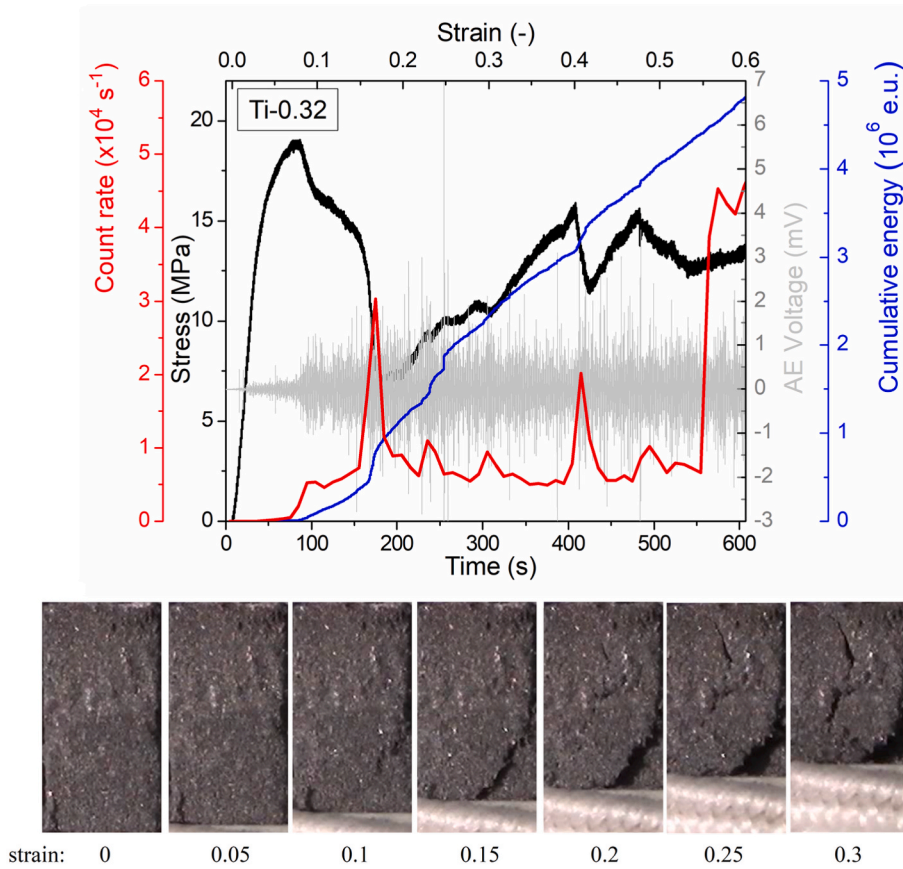 Strain (-)
0.0 0.1 0.2 0.3 0.4 0.5 0.6
Ti-0.32
Count rate (x10⁴ s⁻¹)
6
5
4
3
2
1
0
Stress (MPa)
20
15
10
5
0
AE Voltage (mV)
7
6
5
4
3
2
1
0
-1
-2
-3
Cumulative energy (10⁶ e.u.)
5
4
3
2
1
0
0 100 200 300 400 500 600
Time (s)
strain: 0 0.05 0.1 0.15 0.2 0.25 0.3